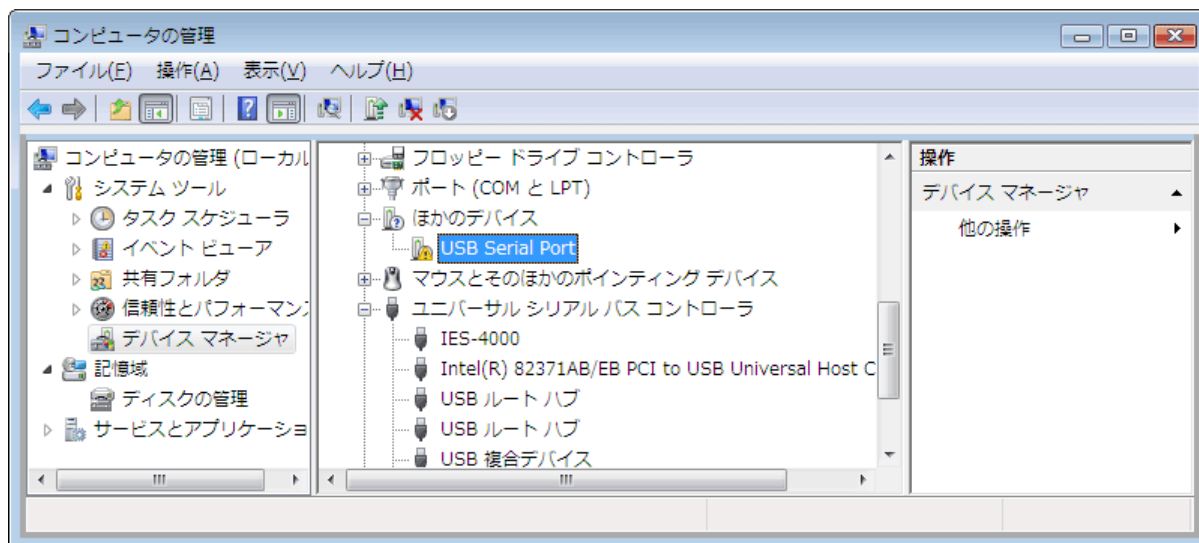 コンピュータの管理
ファイル(F) 操作(A) 表示(V) ヘルプ(H)
コンピュータの管理 (ローカル
システム ツール
タスク スケジューラ
イベント ビューア
共有フォルダ
信頼性とパフォーマンス
デバイス マネージャ
記憶域
ディスクの管理
サービスとアプリケーショ
フロッピー ドライブ コントローラ
ポート (COM と LPT)
ほかのデバイス
USB Serial Port
マウスとそのほかのポインティング デバイス
ユニバーサル シリアル バス コントローラ
IES-4000
Intel(R) 82371AB/EB PCI to USB Universal Host C
USB ルート ハブ
USB ルート ハブ
USB 複合デバイス
操作
デバイス マネージャ
他の操作